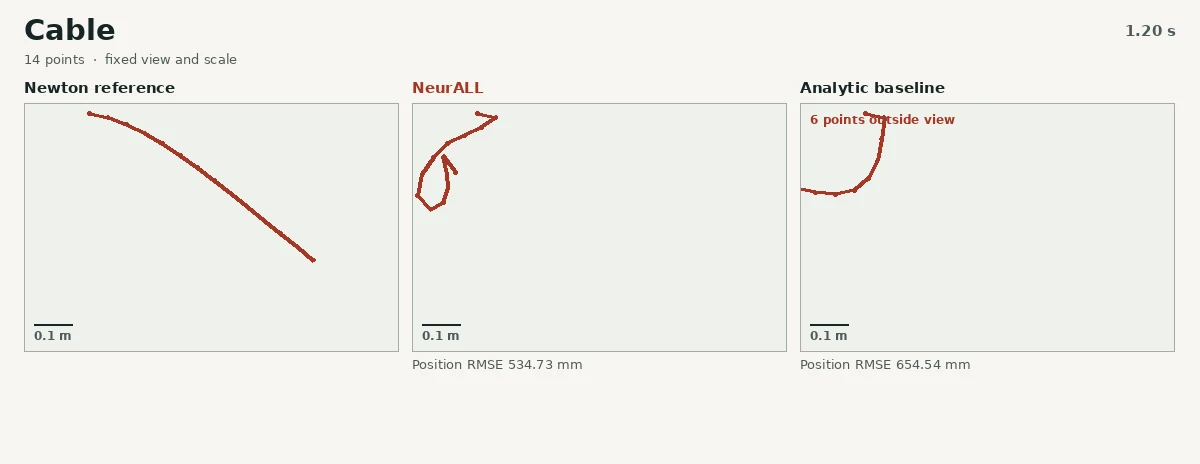 Cable
1.20 s
14 points · fixed view and scale
Newton reference
NeurALL
Analytic baseline
6 points outside view
0.1 m
0.1 m
0.1 m
Position RMSE 534.73 mm
Position RMSE 654.54 mm